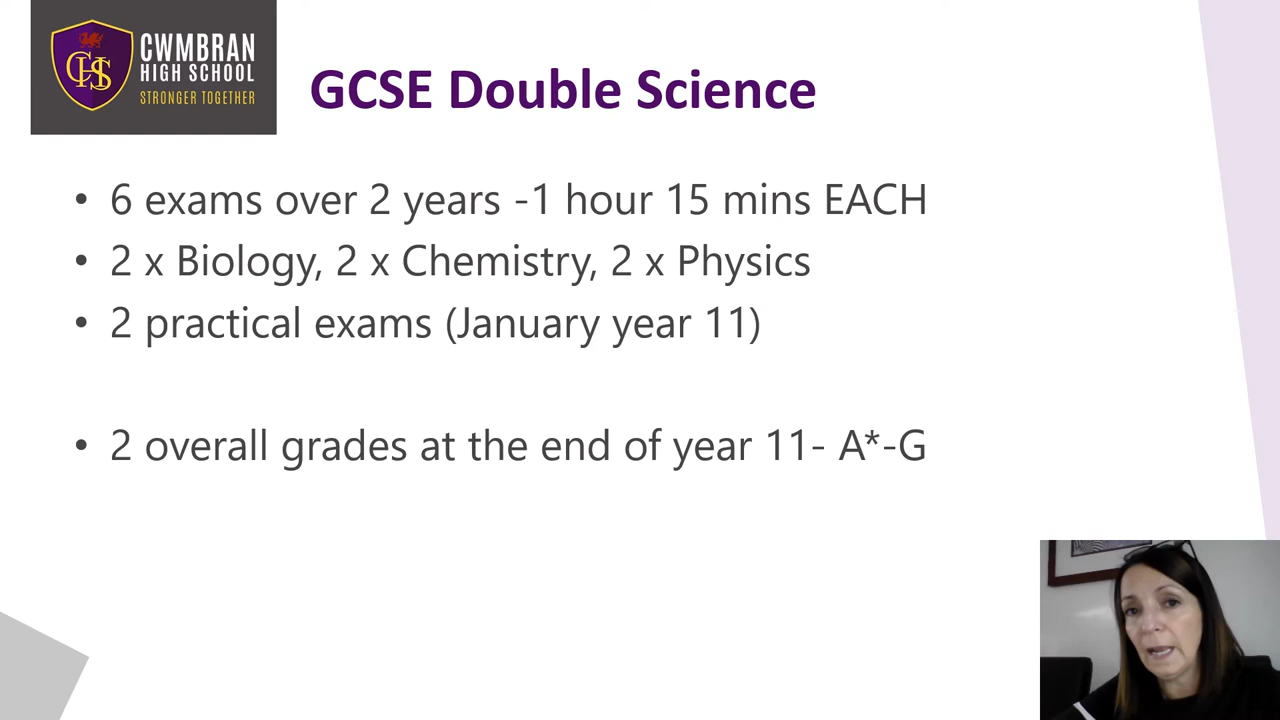 CWMBRAN
HIGH SCHOOL
STRONGER TOGETHER
CHS
GCSE Double Science
• 6 exams over 2 years -1 hour 15 mins EACH
• 2 x Biology, 2 x Chemistry, 2 x Physics
• 2 practical exams (January year 11)
• 2 overall grades at the end of year 11- A*-G